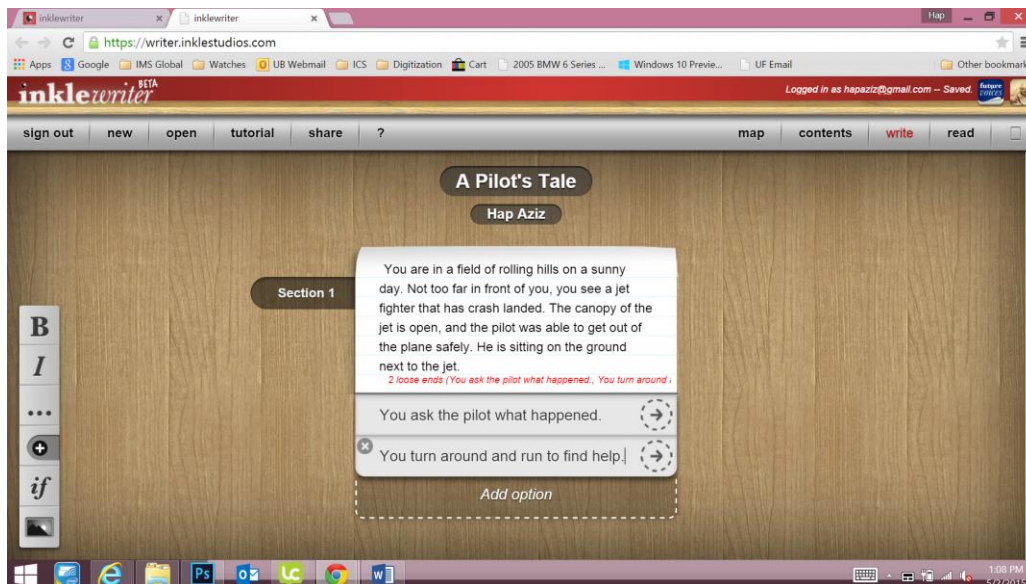 inklewriter
inklewriter
Hap
https://writer.inklestudios.com
Apps Google IMS Global Watches UB Webmail ICS Digitization Cart 2005 BMW 6 Series ... Windows 10 Previe... UF Email Other bookmark
inklewriter BETA
Logged in as hapaziz@gmail.com -- Saved. future voices
sign out new open tutorial share ? map contents write read
A Pilot's Tale
Hap Aziz
Section 1
You are in a field of rolling hills on a sunny
day. Not too far in front of you, you see a jet
fighter that has crash landed. The canopy of the
jet is open, and the pilot was able to get out of
the plane safely. He is sitting on the ground
next to the jet.
2 loose ends (You ask the pilot what happened., You turn around
You ask the pilot what happened.
You turn around and run to find help.
Add option
B
I
...
if
Ps
LC
1:08 PM